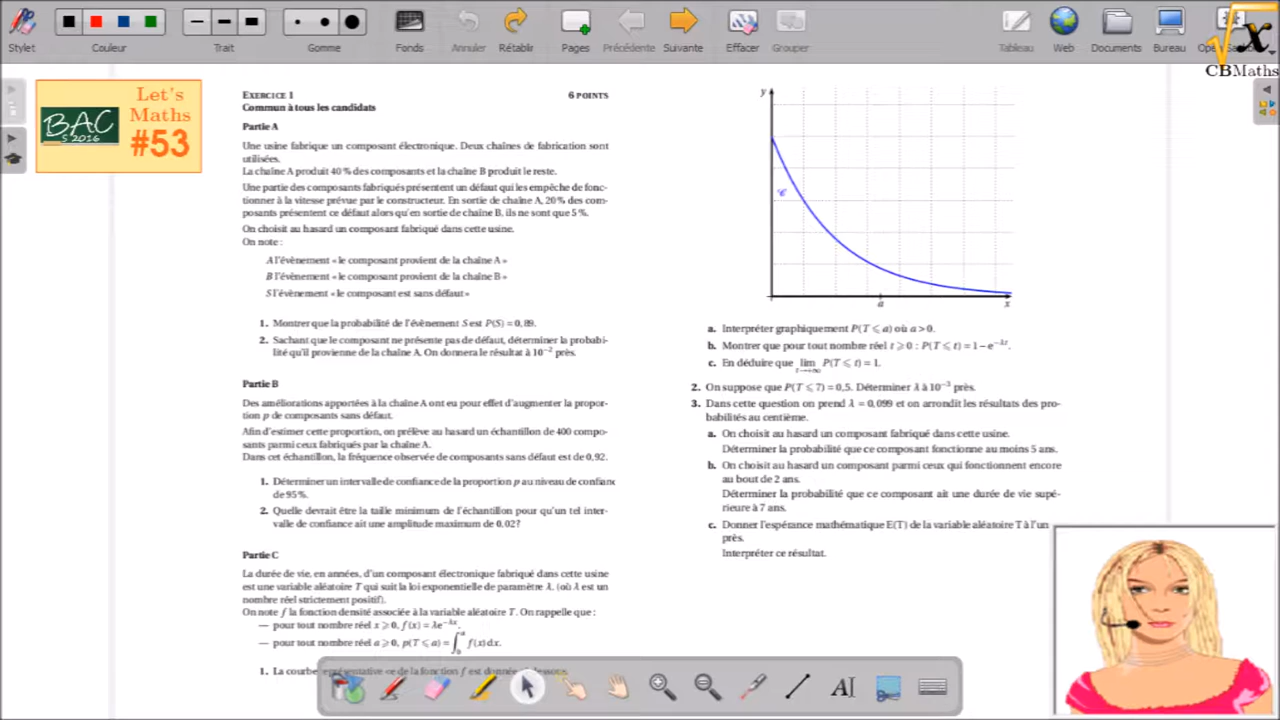 Stylet
Couleur
Trait
Gomme
Fonds
Annuler
Rétablir
Pages
Précédente
Suivante
Effacer
Grouper
Tableau
Web
Documents
Bureau
√x
CBMaths
Let's
Maths
#53
BAC
S 2016
EXERCICE 1 6 POINTS
Commun à tous les candidats
Partie A
Une usine fabrique un composant électronique. Deux chaînes de fabrication sont
utilisées.
La chaîne A produit 40 % des composants et la chaîne B produit le reste.
Une partie des composants fabriqués présentent un défaut qui les empêche de fonc-
tionner à la vitesse prévue par le constructeur. En sortie de chaîne A, 20 % des com-
posants présentent ce défaut alors qu'en sortie de chaîne B, ils ne sont que 5 %.
On choisit au hasard un composant fabriqué dans cette usine.
On note :
A l'évènement « le composant provient de la chaîne A »
B l'évènement « le composant provient de la chaîne B »
S l'évènement « le composant est sans défaut »
1. Montrer que la probabilité de l'évènement S est P(S) = 0,89.
2. Sachant que le composant ne présente pas de défaut, déterminer la probabi-
lité qu'il provienne de la chaîne A. On donnera le résultat à 10⁻² près.
Partie B
Des améliorations apportées à la chaîne A ont eu pour effet d'augmenter la propor-
tion p de composants sans défaut.
Afin d'estimer cette proportion, on prélève au hasard un échantillon de 400 compo-
sants parmi ceux fabriqués par la chaîne A.
Dans cet échantillon, la fréquence observée de composants sans défaut est de 0,92.
1. Déterminer un intervalle de confiance de la proportion p au niveau de confianc
de 95 %.
2. Quelle devrait être la taille minimum de l'échantillon pour qu'un tel inter-
valle de confiance ait une amplitude maximum de 0,02?
Partie C
La durée de vie, en années, d'un composant électronique fabriqué dans cette usine
est une variable aléatoire T qui suit la loi exponentielle de paramètre λ. (où λ est un
nombre réel strictement positif).
On note f la fonction densité associée à la variable aléatoire T. On rappelle que :
— pour tout nombre réel x ⩾ 0, f(x) = λe⁻λx.
— pour tout nombre réel a ⩾ 0, p(T ⩽ a) = ∫₀ᵃ f(x) dx.
1. La courbe représentative 𝒞 de la fonction f est donnée
y
𝒞
a
x
a. Interpréter graphiquement P(T ⩽ a) où a > 0.
b. Montrer que pour tout nombre réel t ⩾ 0 : P(T ⩽ t) = 1 − e⁻λt.
c. En déduire que lim P(T ⩽ t) = 1.
t→+∞
2. On suppose que P(T ⩽ 7) = 0,5. Déterminer λ à 10⁻³ près.
3. Dans cette question on prend λ = 0,099 et on arrondit les résultats des pro-
babilités au centième.
a. On choisit au hasard un composant fabriqué dans cette usine.
Déterminer la probabilité que ce composant fonctionne au moins 5 ans.
b. On choisit au hasard un composant parmi ceux qui fonctionnent encore
au bout de 2 ans.
Déterminer la probabilité que ce composant ait une durée de vie supé-
rieure à 7 ans.
c. Donner l'espérance mathématique E(T) de la variable aléatoire T à l'un
près.
Interpréter ce résultat.
AI